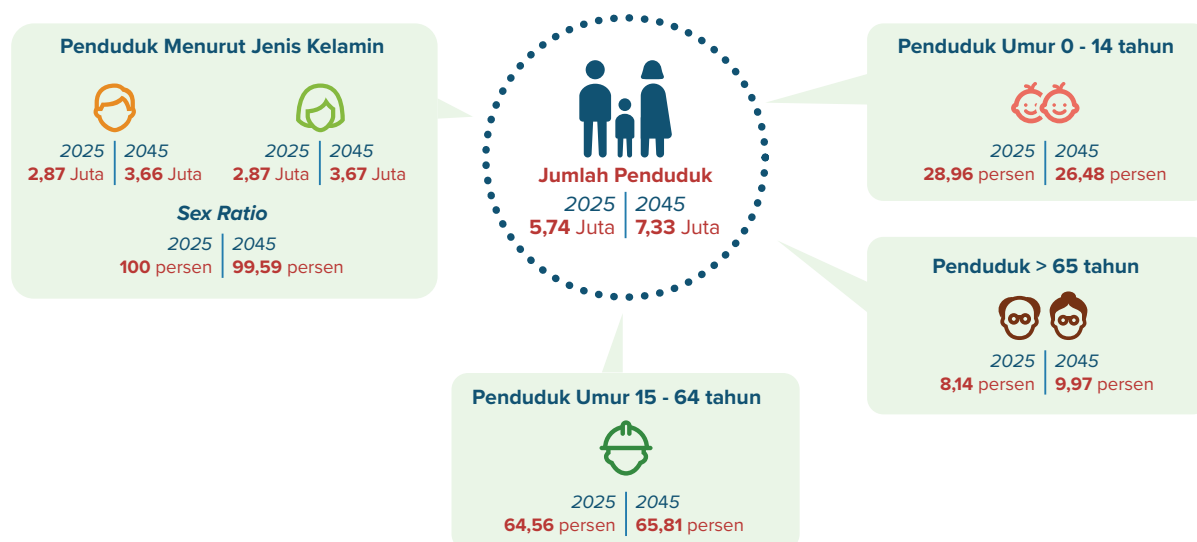 Penduduk Menurut Jenis Kelamin
2025 2045
2,87 Juta 3,66 Juta
2025 2045
2,87 Juta 3,67 Juta
Sex Ratio
2025 2045
100 persen 99,59 persen
Jumlah Penduduk
2025 2045
5,74 Juta 7,33 Juta
Penduduk Umur 0 - 14 tahun
2025 2045
28,96 persen 26,48 persen
Penduduk > 65 tahun
2025 2045
8,14 persen 9,97 persen
Penduduk Umur 15 - 64 tahun
2025 2045
64,56 persen 65,81 persen